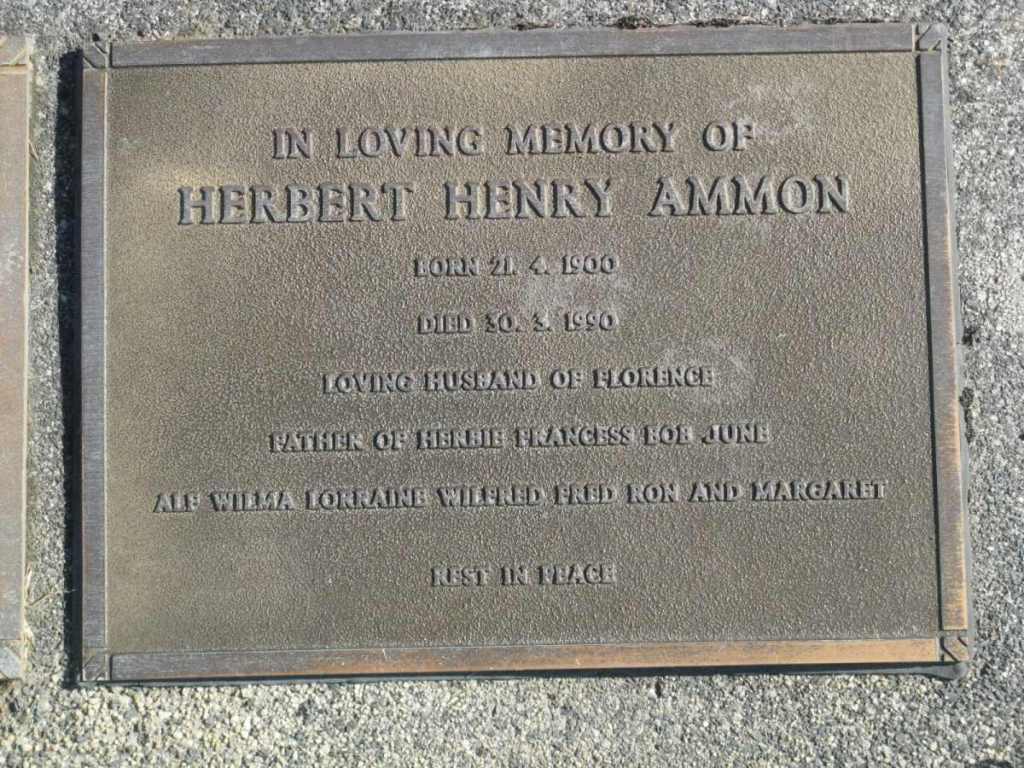 IN LOVING MEMORY OF
HERBERT HENRY AMMON
BORN 21. 4. 1900
DIED 30. 3. 1990
LOVING HUSBAND OF FLORENCE
FATHER OF HERBIE FRANCESS BOB JUNE
ALF WILMA LORRAINE WILFRED FRED RON AND MARGARET
REST IN PEACE